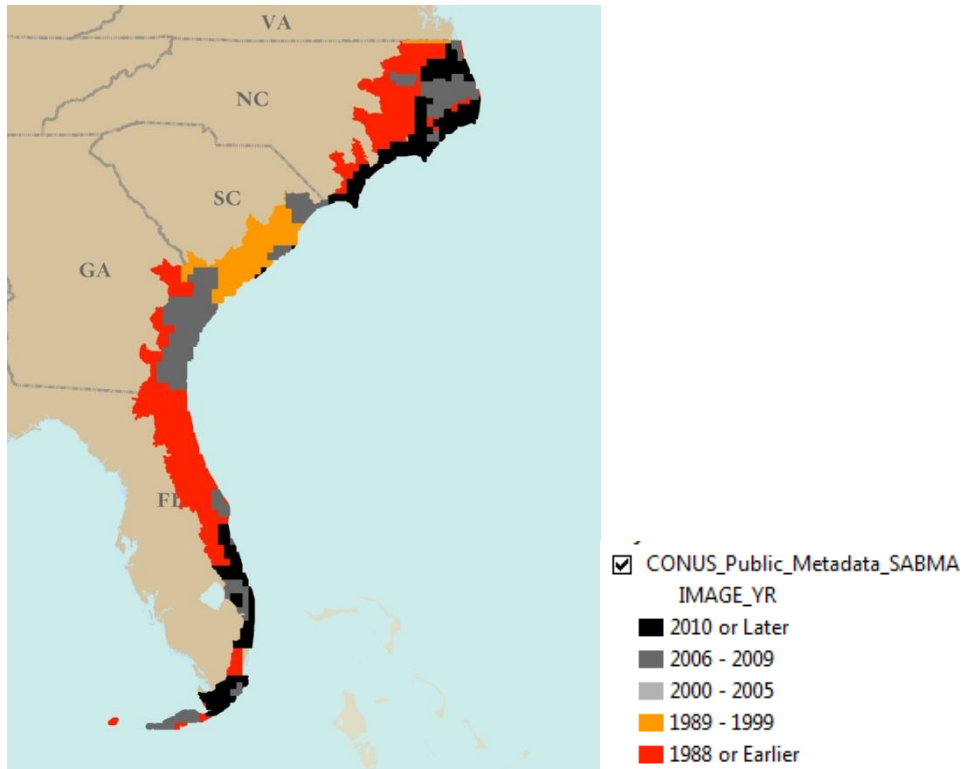 VA
NC
SC
GA
FL
CONUS_Public_Metadata_SABMA
IMAGE_YR
2010 or Later
2006 - 2009
2000 - 2005
1989 - 1999
1988 or Earlier